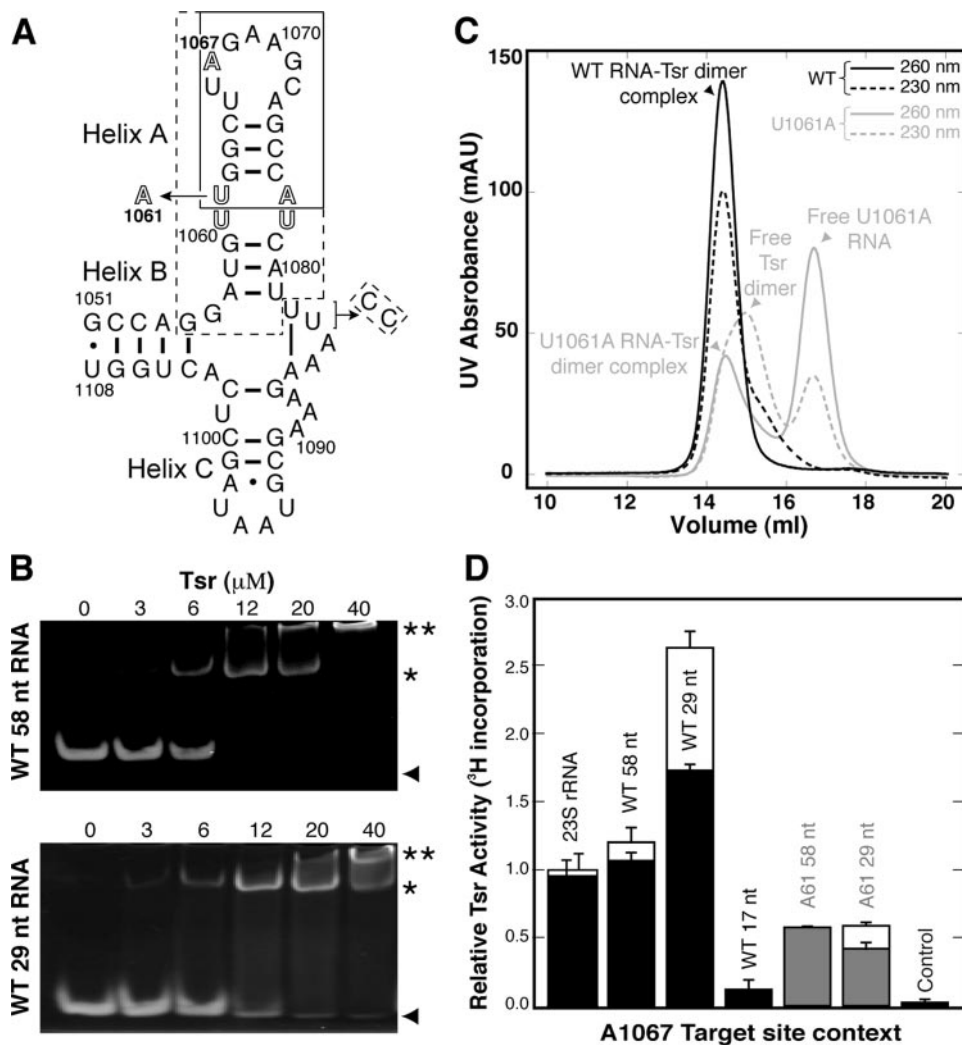 A
G A A 1070
1067 A G
U C
U A
C G
Helix A
G C
G C
A U A
1061
U U
1060
G C
Helix B
U A 1080
1051
A U
G C C A G G
U U C C
U G G U C A A
1108
C G A
U A A
1100 C G A 1090
Helix C
G C
A G
U A A U
B
Tsr (μM)
WT 58 nt RNA
0 3 6 12 20 40
**
*
WT 29 nt RNA
0 3 6 12 20 40
**
*
C
UV Absrobance (mAU)
150
100
50
0
WT RNA-Tsr dimer
complex
WT
260 nm
230 nm
U1061A
260 nm
230 nm
Free U1061A
RNA
Free
Tsr
dimer
U1061A RNA-Tsr
dimer complex
10 12 14 16 18 20
Volume (ml)
D
Relative Tsr Activity (³H incorporation)
3.0
2.5
2.0
1.5
1.0
0.5
0.0
23S rRNA
WT 58 nt
WT 29 nt
WT 17 nt
A61 58 nt
A61 29 nt
Control
A1067 Target site context